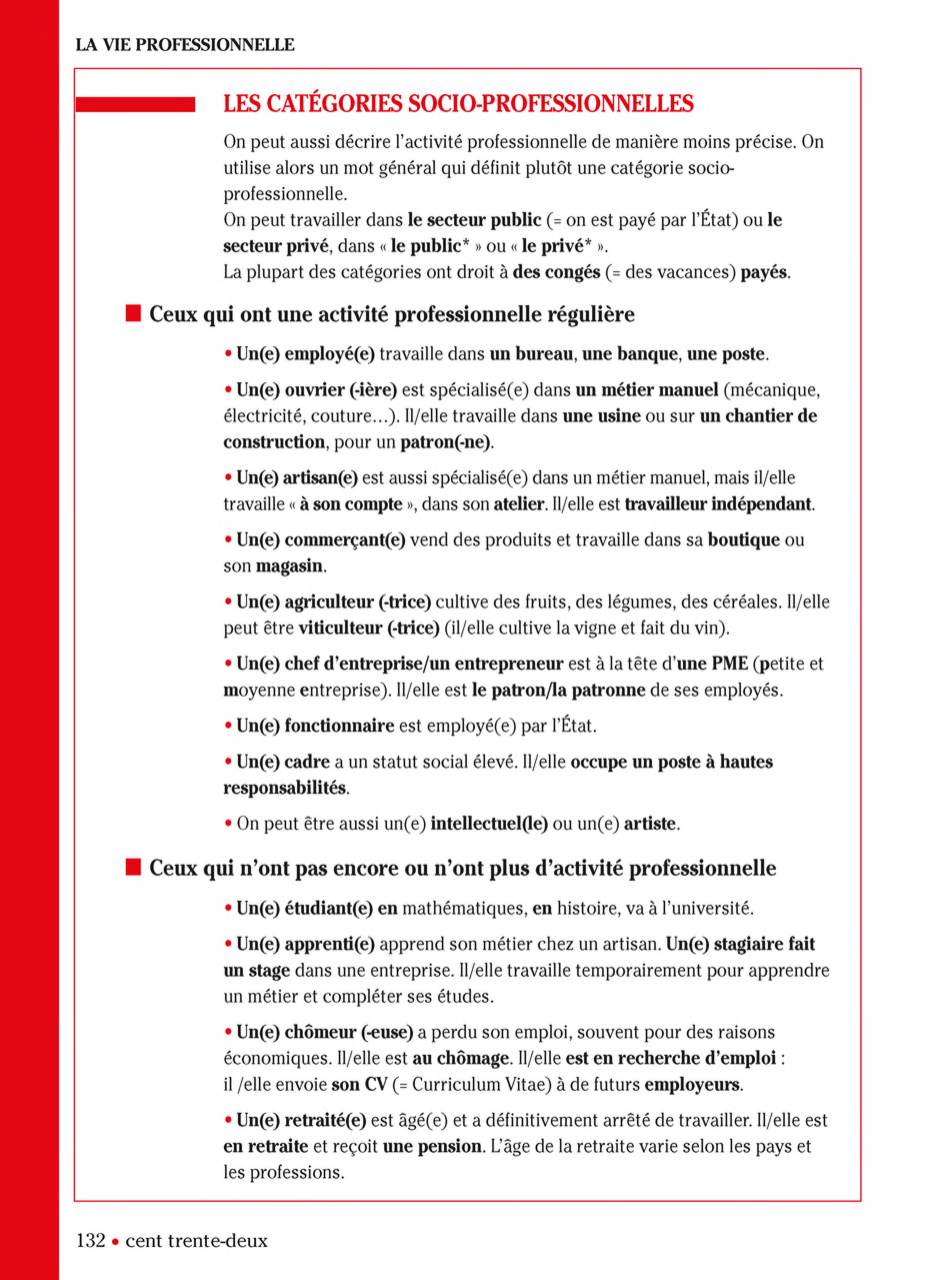 LA VIE PROFESSIONNELLE
LES CATÉGORIES SOCIO-PROFESSIONNELLES
On peut aussi décrire l'activité professionnelle de manière moins précise. On
utilise alors un mot général qui définit plutôt une catégorie socio-
professionnelle.
On peut travailler dans le secteur public (= on est payé par l'État) ou le
secteur privé, dans « le public* » ou « le privé* ».
La plupart des catégories ont droit à des congés (= des vacances) payés.
■ Ceux qui ont une activité professionnelle régulière
• Un(e) employé(e) travaille dans un bureau, une banque, une poste.
• Un(e) ouvrier (-ière) est spécialisé(e) dans un métier manuel (mécanique,
électricité, couture…). Il/elle travaille dans une usine ou sur un chantier de
construction, pour un patron(-ne).
• Un(e) artisan(e) est aussi spécialisé(e) dans un métier manuel, mais il/elle
travaille « à son compte », dans son atelier. Il/elle est travailleur indépendant.
• Un(e) commerçant(e) vend des produits et travaille dans sa boutique ou
son magasin.
• Un(e) agriculteur (-trice) cultive des fruits, des légumes, des céréales. Il/elle
peut être viticulteur (-trice) (il/elle cultive la vigne et fait du vin).
• Un(e) chef d'entreprise/un entrepreneur est à la tête d'une PME (petite et
moyenne entreprise). Il/elle est le patron/la patronne de ses employés.
• Un(e) fonctionnaire est employé(e) par l'État.
• Un(e) cadre a un statut social élevé. Il/elle occupe un poste à hautes
responsabilités.
• On peut être aussi un(e) intellectuel(le) ou un(e) artiste.
■ Ceux qui n'ont pas encore ou n'ont plus d'activité professionnelle
• Un(e) étudiant(e) en mathématiques, en histoire, va à l'université.
• Un(e) apprenti(e) apprend son métier chez un artisan. Un(e) stagiaire fait
un stage dans une entreprise. Il/elle travaille temporairement pour apprendre
un métier et compléter ses études.
• Un(e) chômeur (-euse) a perdu son emploi, souvent pour des raisons
économiques. Il/elle est au chômage. Il/elle est en recherche d'emploi :
il /elle envoie son CV (= Curriculum Vitae) à de futurs employeurs.
• Un(e) retraité(e) est âgé(e) et a définitivement arrêté de travailler. Il/elle est
en retraite et reçoit une pension. L'âge de la retraite varie selon les pays et
les professions.
132 • cent trente-deux